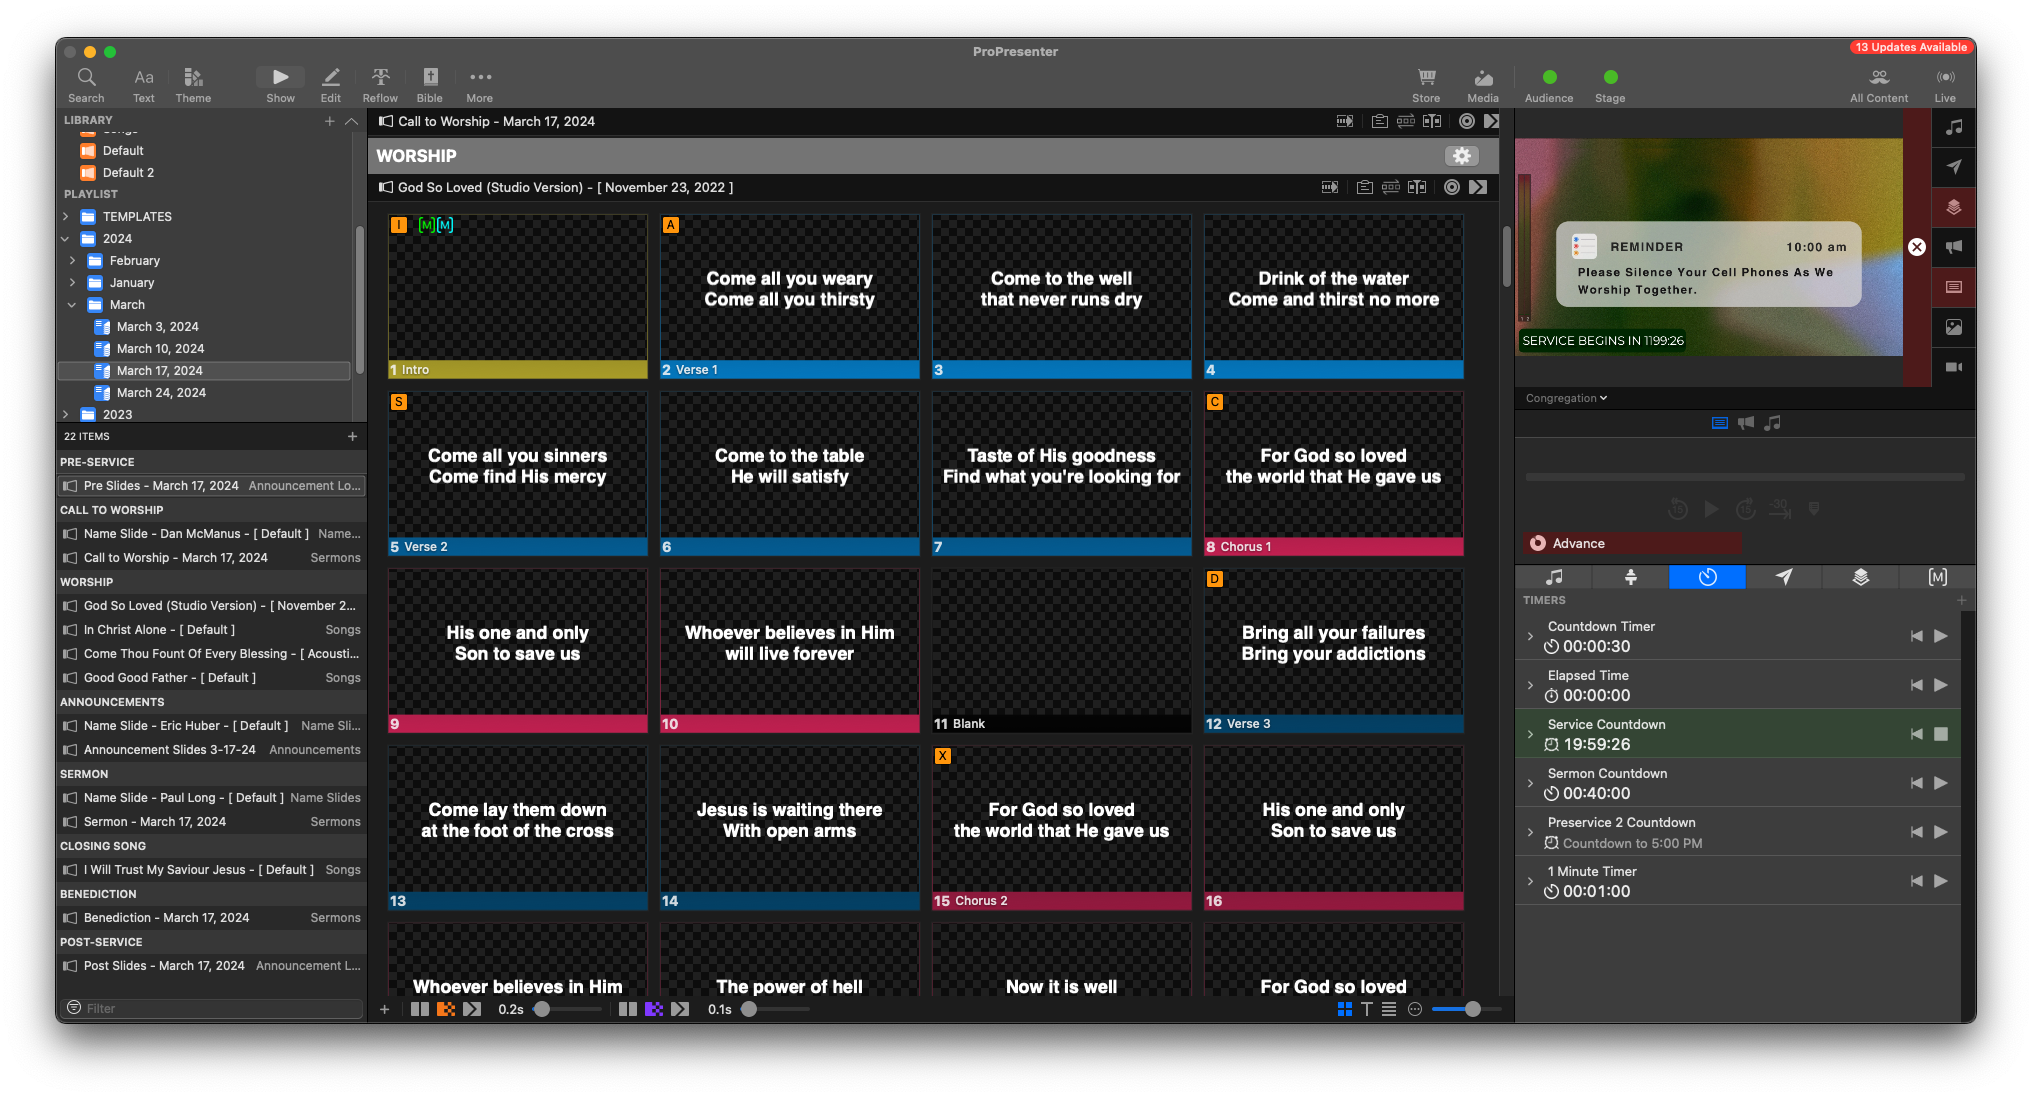 ProPresenter
13 Updates Available
Search
Text
Theme
Show
Edit
Reflow
Bible
More
Store
Media
Audience
Stage
All Content
Live
LIBRARY
Songs
Default
Default 2
PLAYLIST
TEMPLATES
2024
February
January
March
March 3, 2024
March 10, 2024
March 17, 2024
March 24, 2024
2023
22 ITEMS
PRE-SERVICE
Pre Slides - March 17, 2024 Announcement Lo...
CALL TO WORSHIP
Name Slide - Dan McManus - [ Default ] Name...
Call to Worship - March 17, 2024 Sermons
WORSHIP
God So Loved (Studio Version) - [ November 2...
In Christ Alone - [ Default ] Songs
Come Thou Fount Of Every Blessing - [ Acousti...
Good Good Father - [ Default ] Songs
ANNOUNCEMENTS
Name Slide - Eric Huber - [ Default ] Name Sli...
Announcement Slides 3-17-24 Announcements
SERMON
Name Slide - Paul Long - [ Default ] Name Slides
Sermon - March 17, 2024 Sermons
CLOSING SONG
I Will Trust My Saviour Jesus - [ Default ] Songs
BENEDICTION
Benediction - March 17, 2024 Sermons
POST-SERVICE
Post Slides - March 17, 2024 Announcement L...
Filter
Call to Worship - March 17, 2024
WORSHIP
God So Loved (Studio Version) - [ November 23, 2022 ]
I [M] [M]
1 Intro
A
Come all you weary
Come all you thirsty
2 Verse 1
Come to the well
that never runs dry
3
Drink of the water
Come and thirst no more
4
S
Come all you sinners
Come find His mercy
5 Verse 2
Come to the table
He will satisfy
6
Taste of His goodness
Find what you're looking for
7
C
For God so loved
the world that He gave us
8 Chorus 1
His one and only
Son to save us
9
Whoever believes in Him
will live forever
10
11 Blank
D
Bring all your failures
Bring your addictions
12 Verse 3
Come lay them down
at the foot of the cross
13
Jesus is waiting there
With open arms
14
X
For God so loved
the world that He gave us
15 Chorus 2
His one and only
Son to save us
16
Whoever believes in Him
The power of hell
Now it is well
For God so loved
0.2s
0.1s
REMINDER 10:00 am
Please Silence Your Cell Phones As We
Worship Together.
1 2
SERVICE BEGINS IN 1199:26
Congregation
15
15
-30
Advance
[M]
TIMERS
Countdown Timer
00:00:30
Elapsed Time
00:00:00
Service Countdown
19:59:26
Sermon Countdown
00:40:00
Preservice 2 Countdown
Countdown to 5:00 PM
1 Minute Timer
00:01:00